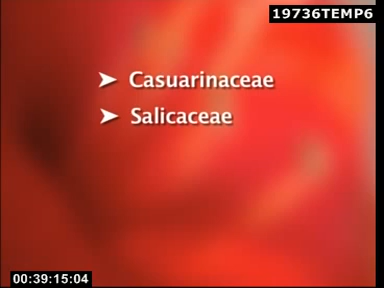 19736TEMP6
➤ Casuarinaceae
➤ Salicaceae
00:39:15:04